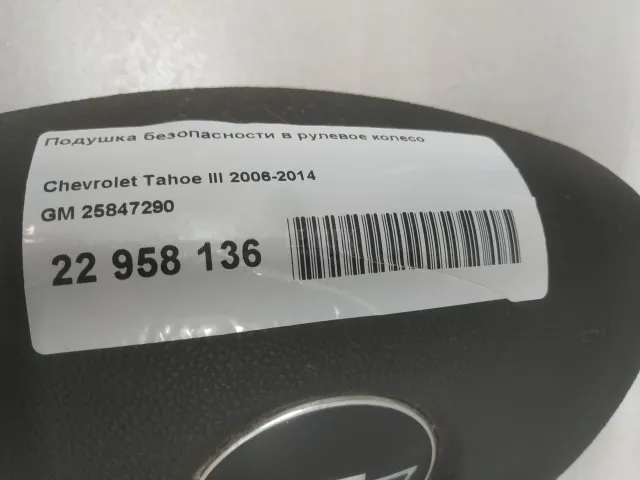 Подушка безопасности в рулевое колесо
Chevrolet Tahoe III 2006-2014
GM 25847290
22 958 136